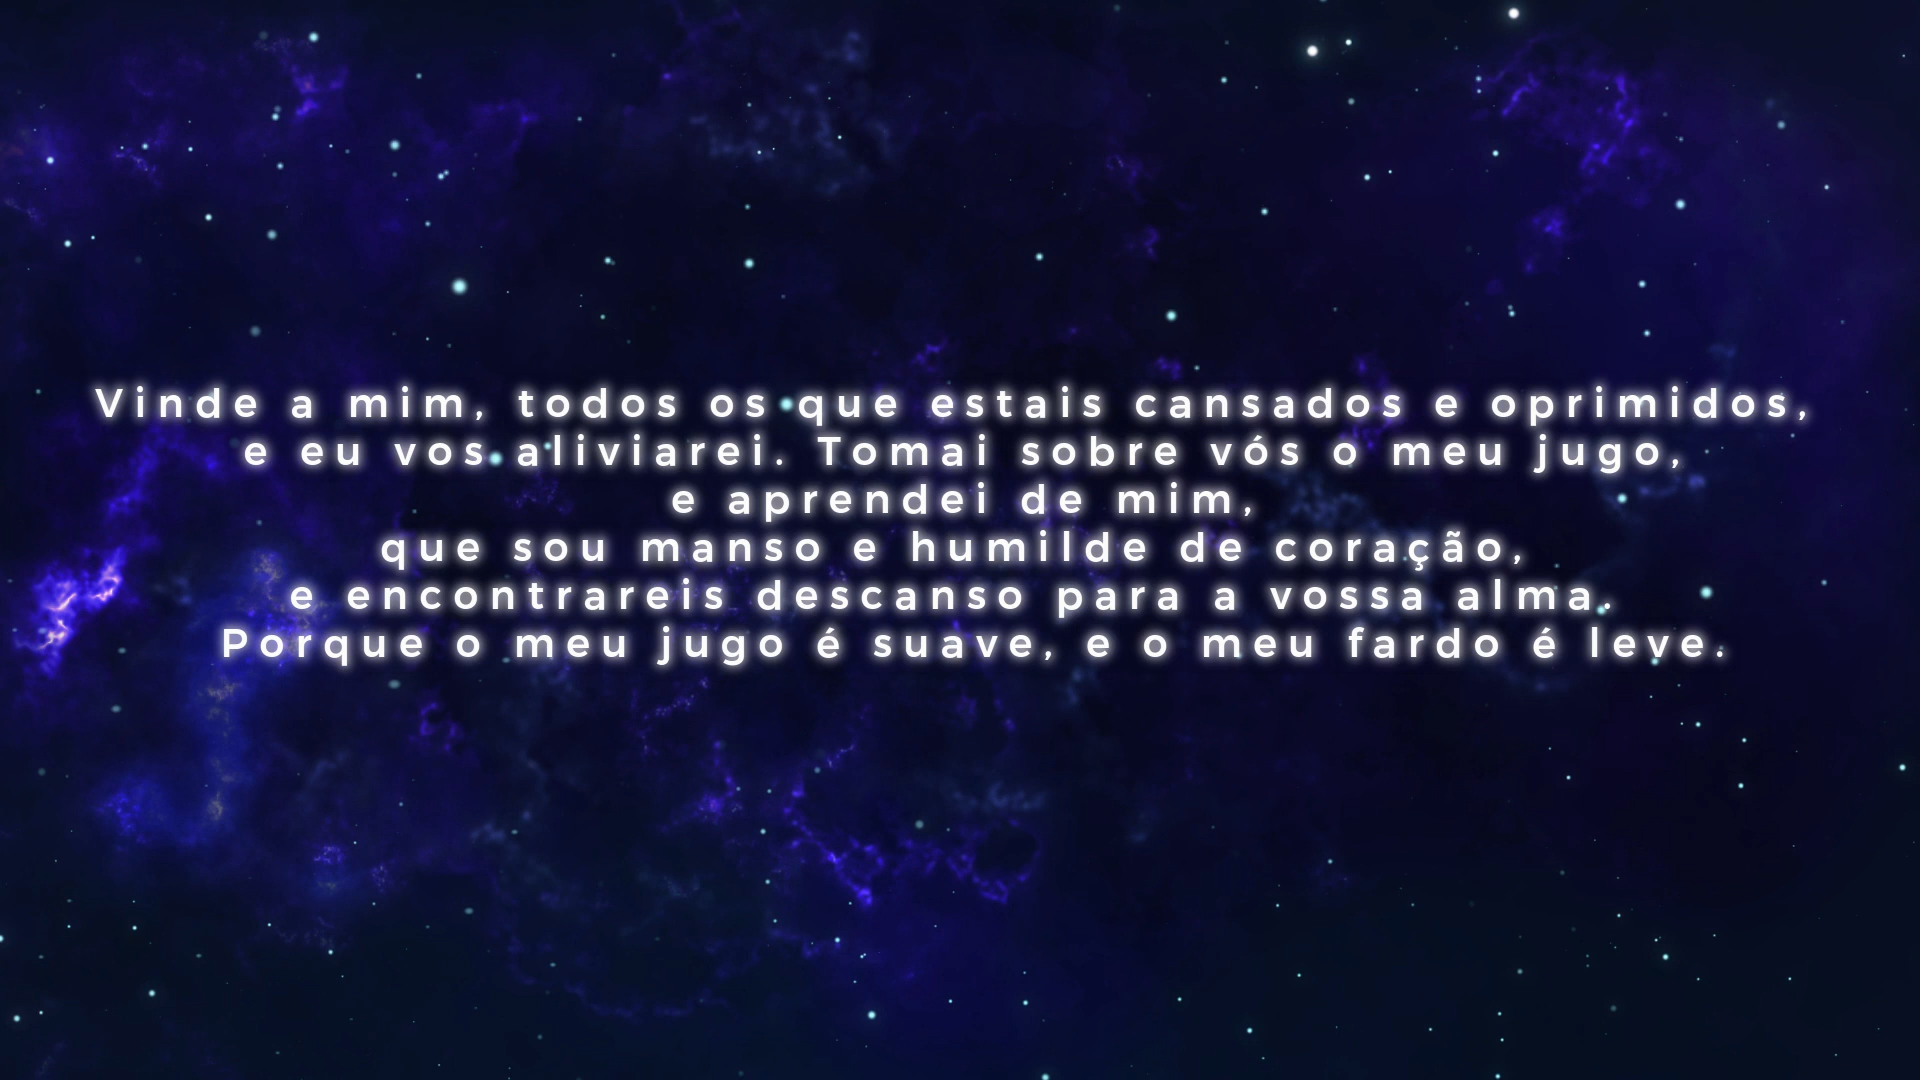 Vinde a mim, todos os que estais cansados e oprimidos,
e eu vos aliviarei. Tomai sobre vós o meu jugo,
e aprendei de mim,
que sou manso e humilde de coração,
e encontrareis descanso para a vossa alma.
Porque o meu jugo é suave, e o meu fardo é leve.